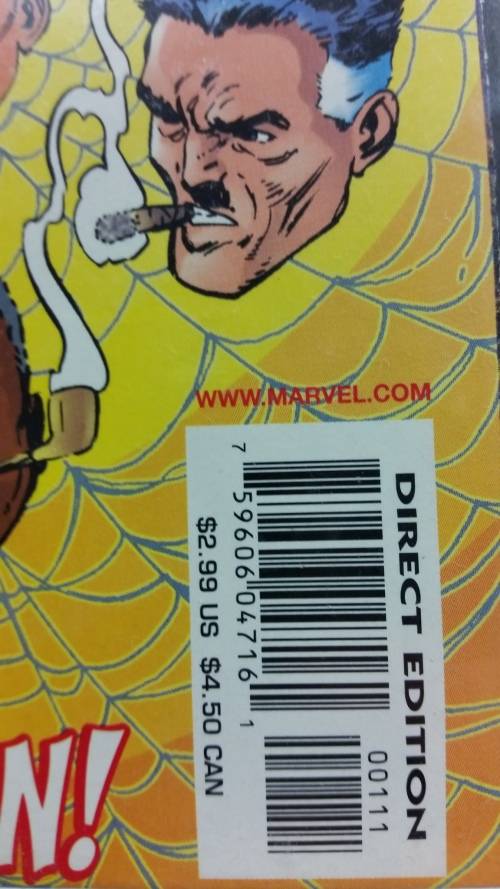 WWW.MARVEL.COM
DIRECT EDITION
00111
7 59606 04716 1
$2.99 US $4.50 CAN
N!